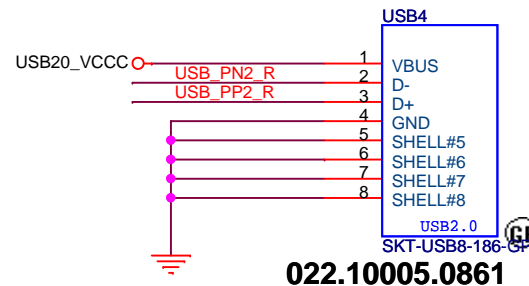 USB4
USB20_VCCC
1 VBUS
USB_PN2_R 2 D-
USB_PP2_R 3 D+
4 GND
5 SHELL#5
6 SHELL#6
7 SHELL#7
8 SHELL#8
USB2.0
SKT-USB8-186-GP
022.10005.0861